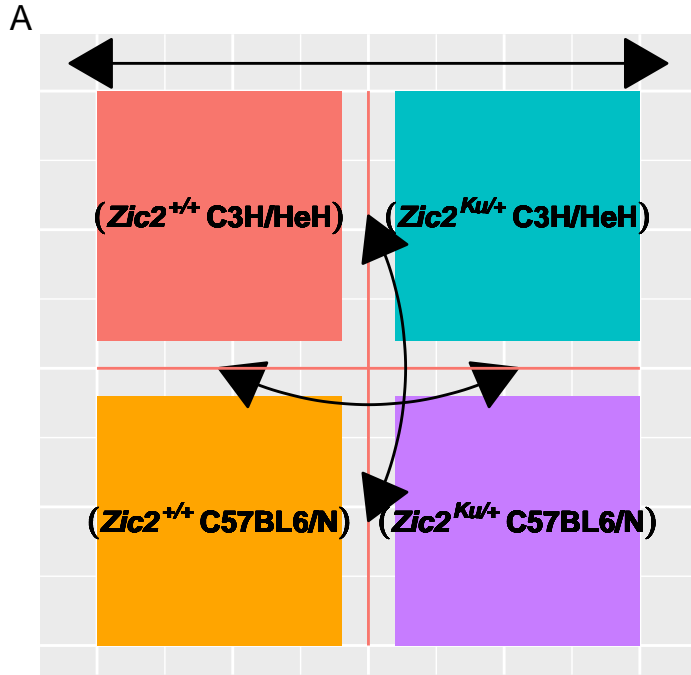 A
(Zic2+/+ C3H/HeH) (Zic2Ku/+ C3H/HeH)
(Zic2+/+ C57BL6/N) (Zic2Ku/+ C57BL6/N)